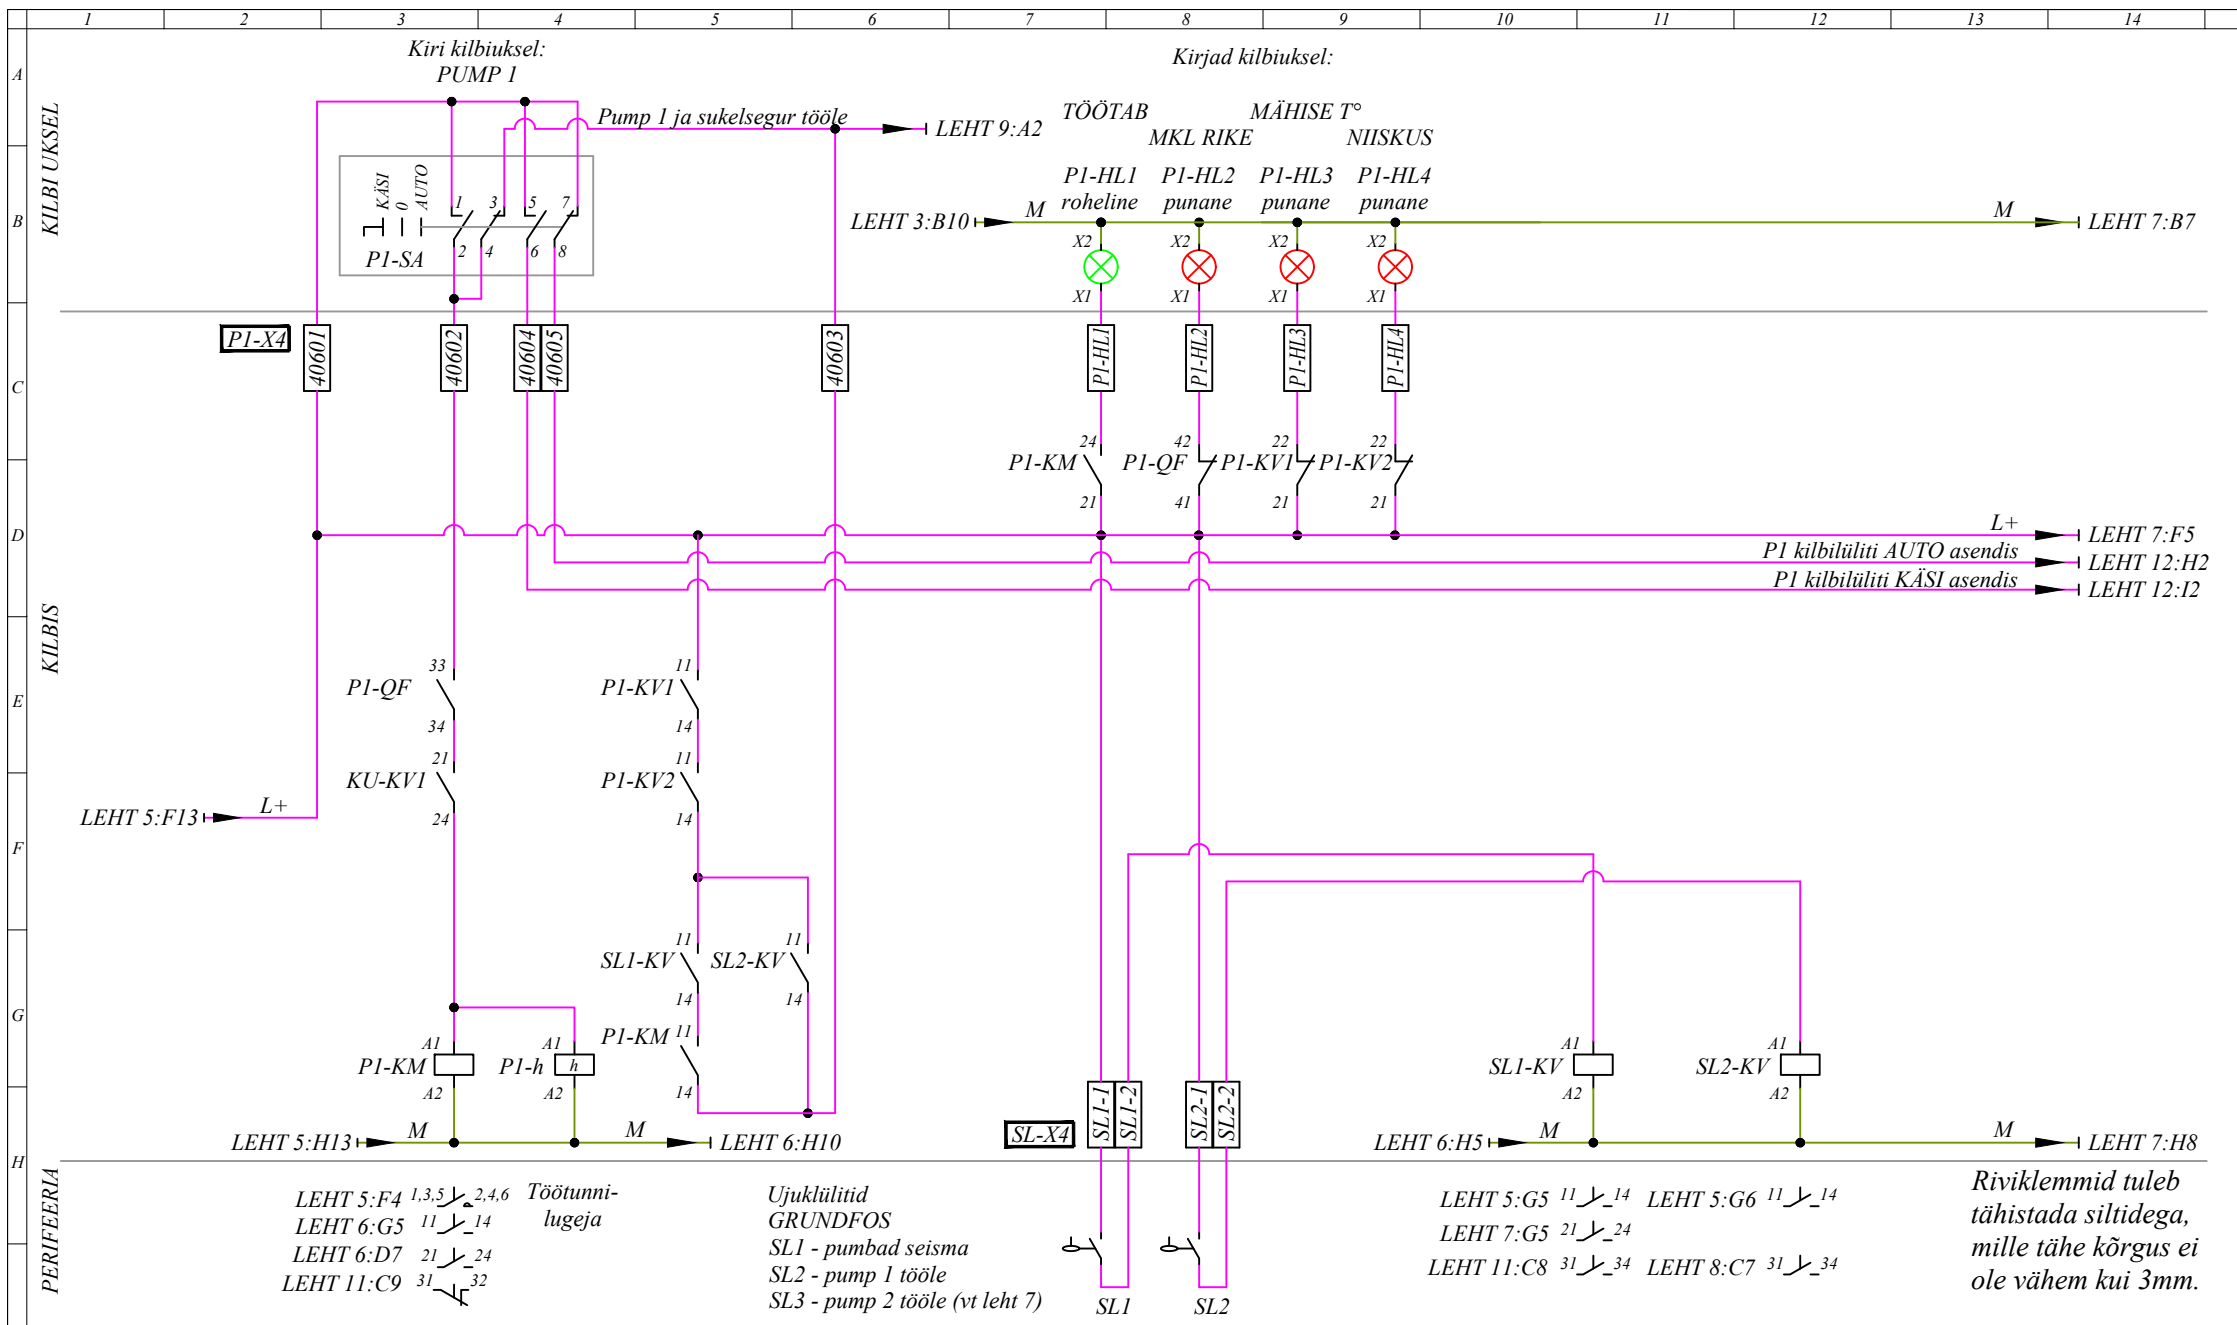 1 2 3 4 5 6 7 8 9 10 11 12 13 14
A
B
C
D
E
F
G
H
KILBI UKSEL
KILBIS
PERIFEERIA
Kiri kilbiuksel:
PUMP 1
Kirjad kilbiuksel:
Pump 1 ja sukelsegur tööle
LEHT 9:A2
TÖÖTAB
MÄHISE T°
MKL RIKE
NIISKUS
P1-HL1 P1-HL2 P1-HL3 P1-HL4
roheline punane punane punane
KÄSI
0
AUTO
1 3 5 7
2 4 6 8
P1-SA
LEHT 3:B10
M
M
LEHT 7:B7
X2 X2 X2 X2
X1 X1 X1 X1
P1-X4
40601
40602
40604
40605
40603
P1-HL1
P1-HL2
P1-HL3
P1-HL4
24 42 22 22
P1-KM P1-QF P1-KV1 P1-KV2
21 41 21 21
L+
LEHT 7:F5
P1 kilbilüliti AUTO asendis
LEHT 12:H2
P1 kilbilüliti KÄSI asendis
LEHT 12:I2
33
P1-QF
34
11
P1-KV1
14
21
KU-KV1
24
11
P1-KV2
14
LEHT 5:F13
L+
11
SL1-KV
14
11
SL2-KV
14
11
P1-KM
14
A1
P1-KM
A2
A1
P1-h
h
A2
A1
SL1-KV
A2
A1
SL2-KV
A2
SL-X4
SL1-1
SL1-2
SL2-1
SL2-2
LEHT 5:H13
M
M
LEHT 6:H10
LEHT 6:H5
M
M
LEHT 7:H8
LEHT 5:F4 1,3,5 2,4,6
LEHT 6:G5 11 14
LEHT 6:D7 21 24
LEHT 11:C9 31 32
Töötunni-
lugeja
Ujuklülitid
GRUNDFOS
SL1 - pumbad seisma
SL2 - pump 1 tööle
SL3 - pump 2 tööle (vt leht 7)
SL1
SL2
LEHT 5:G5 11 14
LEHT 5:G6 11 14
LEHT 7:G5 21 24
LEHT 11:C8 31 34
LEHT 8:C7 31 34
Riviklemmid tuleb
tähistada siltidega,
mille tähe kõrgus ei
ole vähem kui 3mm.